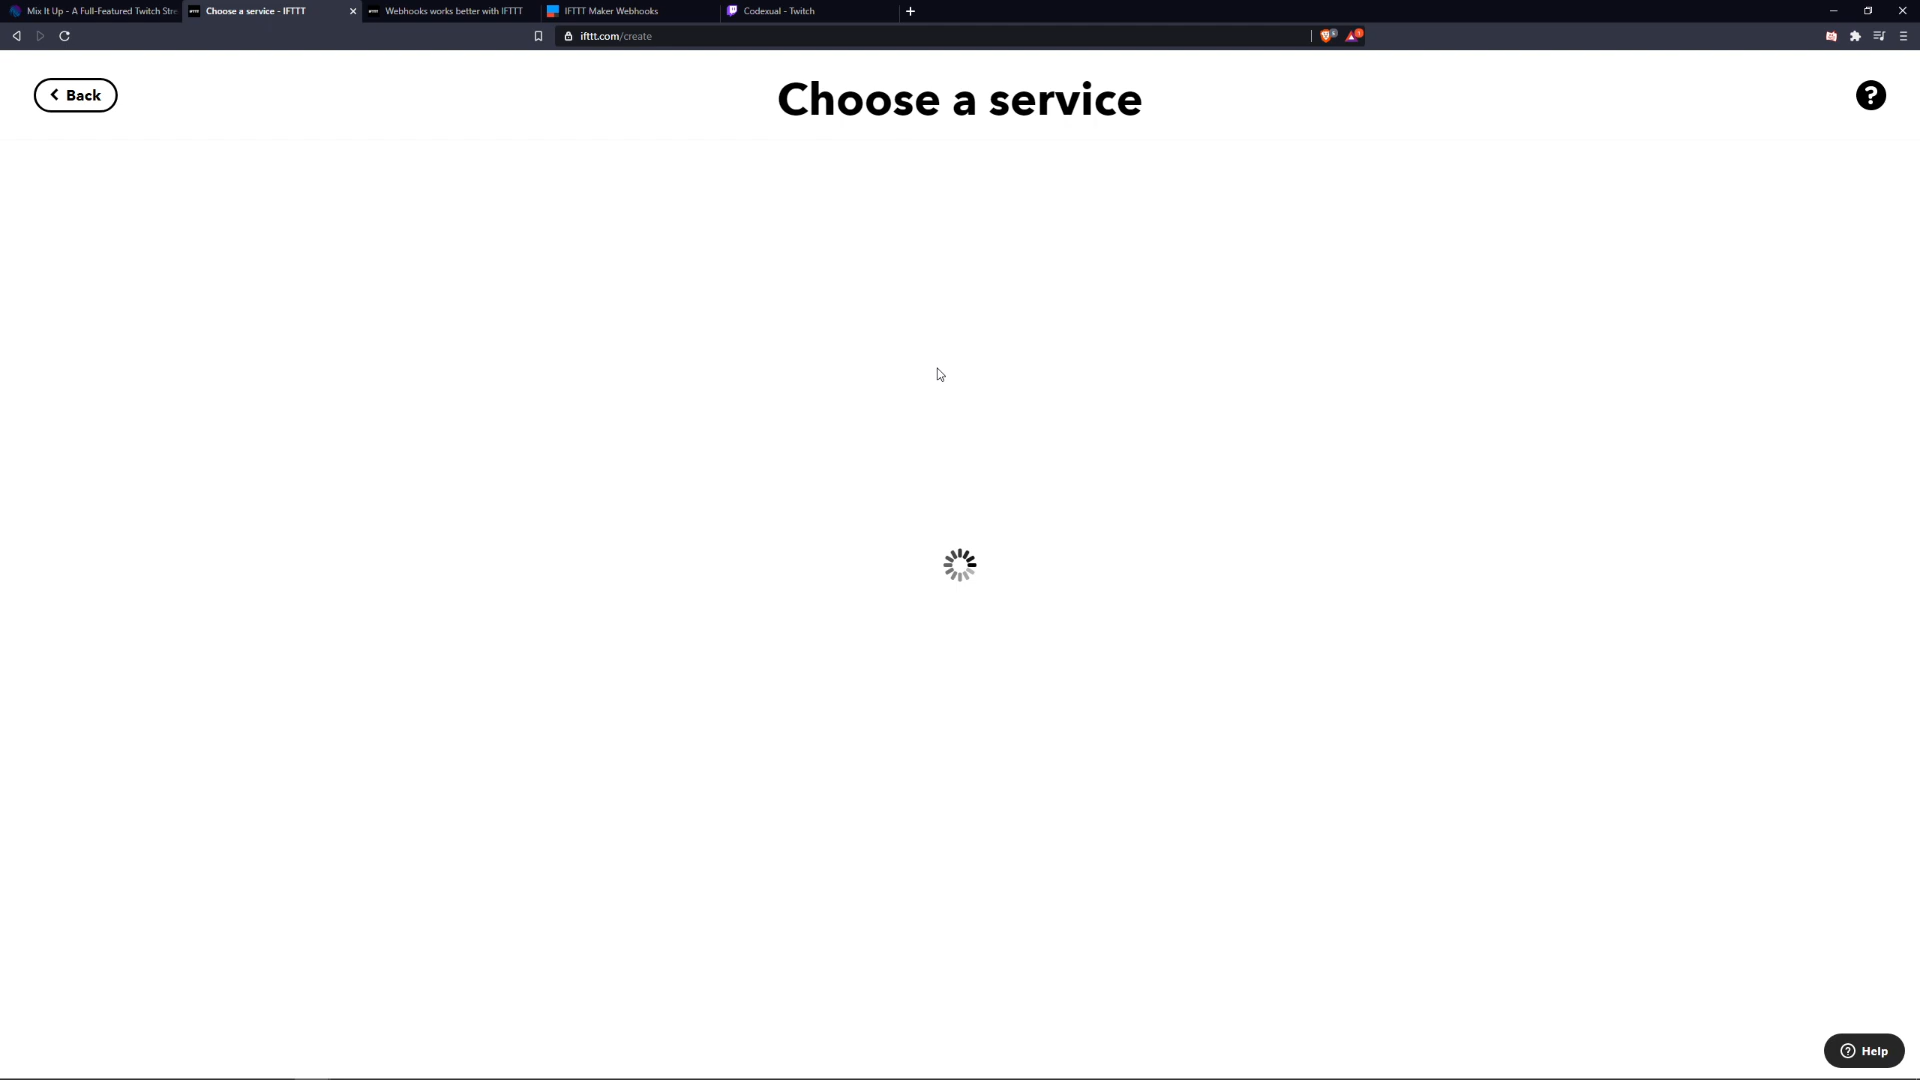 Mix It Up - A Full-Featured Twitch Stre
Choose a service - IFTTT
Webhooks works better with IFTTT
IFTTT Maker Webhooks
Codexual - Twitch
ifttt.com/create
Back
Choose a service
?
Help